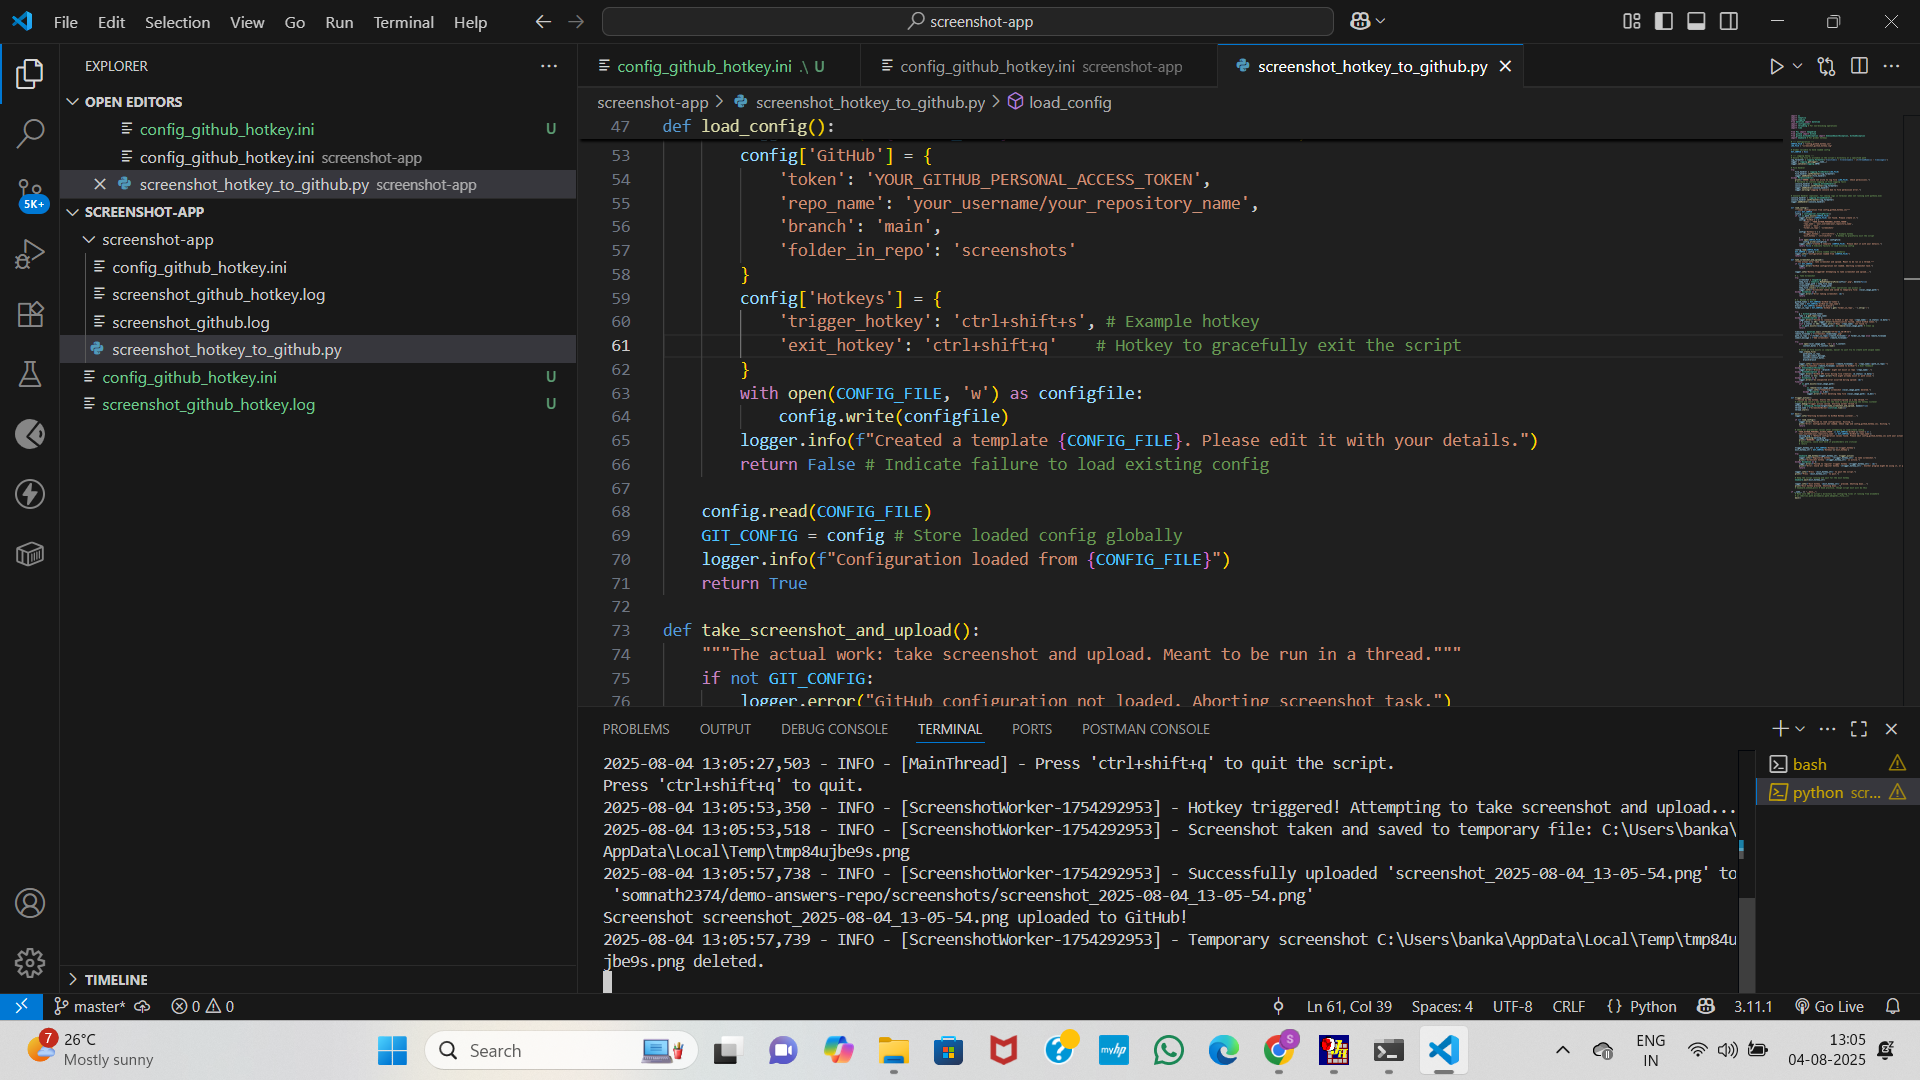 File Edit Selection View Go Run Terminal Help
screenshot-app
EXPLORER
OPEN EDITORS
config_github_hotkey.ini U
config_github_hotkey.ini screenshot-app
screenshot_hotkey_to_github.py screenshot-app
SCREENSHOT-APP
screenshot-app
config_github_hotkey.ini
screenshot_github_hotkey.log
screenshot_github.log
screenshot_hotkey_to_github.py
config_github_hotkey.ini U
screenshot_github_hotkey.log U
5K+
TIMELINE
config_github_hotkey.ini .\ U
config_github_hotkey.ini screenshot-app
screenshot_hotkey_to_github.py
screenshot-app > screenshot_hotkey_to_github.py > load_config
47 def load_config():
53 config['GitHub'] = {
54 'token': 'YOUR_GITHUB_PERSONAL_ACCESS_TOKEN',
55 'repo_name': 'your_username/your_repository_name',
56 'branch': 'main',
57 'folder_in_repo': 'screenshots'
58 }
59 config['Hotkeys'] = {
60 'trigger_hotkey': 'ctrl+shift+s', # Example hotkey
61 'exit_hotkey': 'ctrl+shift+q' # Hotkey to gracefully exit the script
62 }
63 with open(CONFIG_FILE, 'w') as configfile:
64 config.write(configfile)
65 logger.info(f"Created a template {CONFIG_FILE}. Please edit it with your details.")
66 return False # Indicate failure to load existing config
67
68 config.read(CONFIG_FILE)
69 GIT_CONFIG = config # Store loaded config globally
70 logger.info(f"Configuration loaded from {CONFIG_FILE}")
71 return True
72
73 def take_screenshot_and_upload():
74 """The actual work: take screenshot and upload. Meant to be run in a thread."""
75 if not GIT_CONFIG:
76 logger.error("GitHub configuration not loaded. Aborting screenshot task.")
PROBLEMS OUTPUT DEBUG CONSOLE TERMINAL PORTS POSTMAN CONSOLE
2025-08-04 13:05:27,503 - INFO - [MainThread] - Press 'ctrl+shift+q' to quit the script.
Press 'ctrl+shift+q' to quit.
2025-08-04 13:05:53,350 - INFO - [ScreenshotWorker-1754292953] - Hotkey triggered! Attempting to take screenshot and upload...
2025-08-04 13:05:53,518 - INFO - [ScreenshotWorker-1754292953] - Screenshot taken and saved to temporary file: C:\Users\banka\
AppData\Local\Temp\tmp84ujbe9s.png
2025-08-04 13:05:57,738 - INFO - [ScreenshotWorker-1754292953] - Successfully uploaded 'screenshot_2025-08-04_13-05-54.png' to
'somnath2374/demo-answers-repo/screenshots/screenshot_2025-08-04_13-05-54.png'
Screenshot screenshot_2025-08-04_13-05-54.png uploaded to GitHub!
2025-08-04 13:05:57,739 - INFO - [ScreenshotWorker-1754292953] - Temporary screenshot C:\Users\banka\AppData\Local\Temp\tmp84u
jbe9s.png deleted.
bash
python scr...
master* 0 0
Ln 61, Col 39 Spaces: 4 UTF-8 CRLF {} Python 3.11.1 Go Live
7
26°C
Mostly sunny
Search
myhp
S
ENG
IN
13:05
04-08-2025